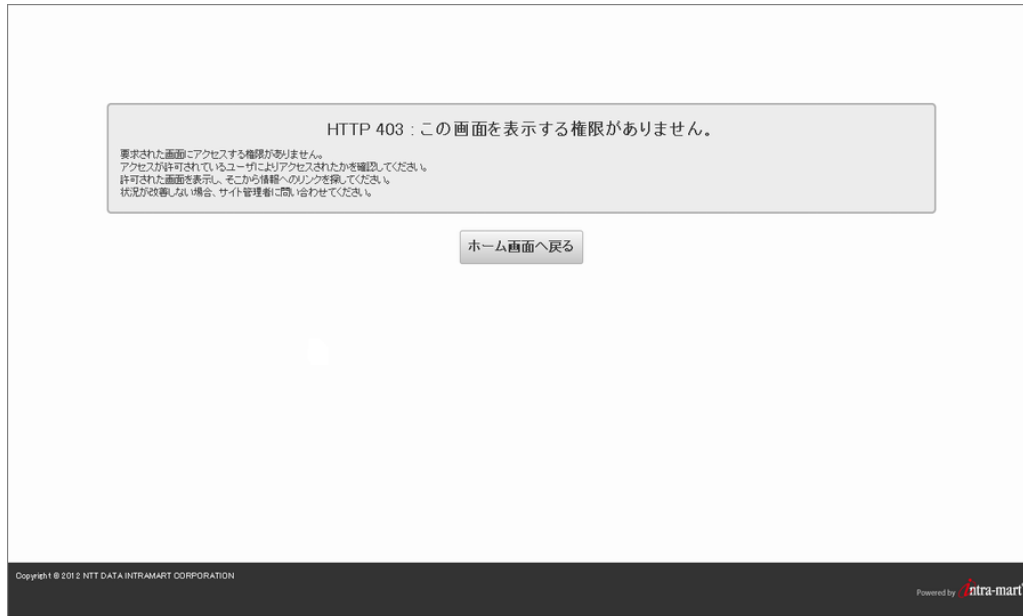 HTTP 403 : この画面を表示する権限がありません。
要求された画面にアクセスする権限がありません。
アクセスが許可されているユーザによりアクセスされたかを確認してください。
許可された画面を表示し、そこから情報へのリンクを探してください。
状況が改善しない場合、サイト管理者に問い合わせてください。
ホーム画面へ戻る
Copyright © 2012 NTT DATA INTRAMART CORPORATION
Powered by intra-mart